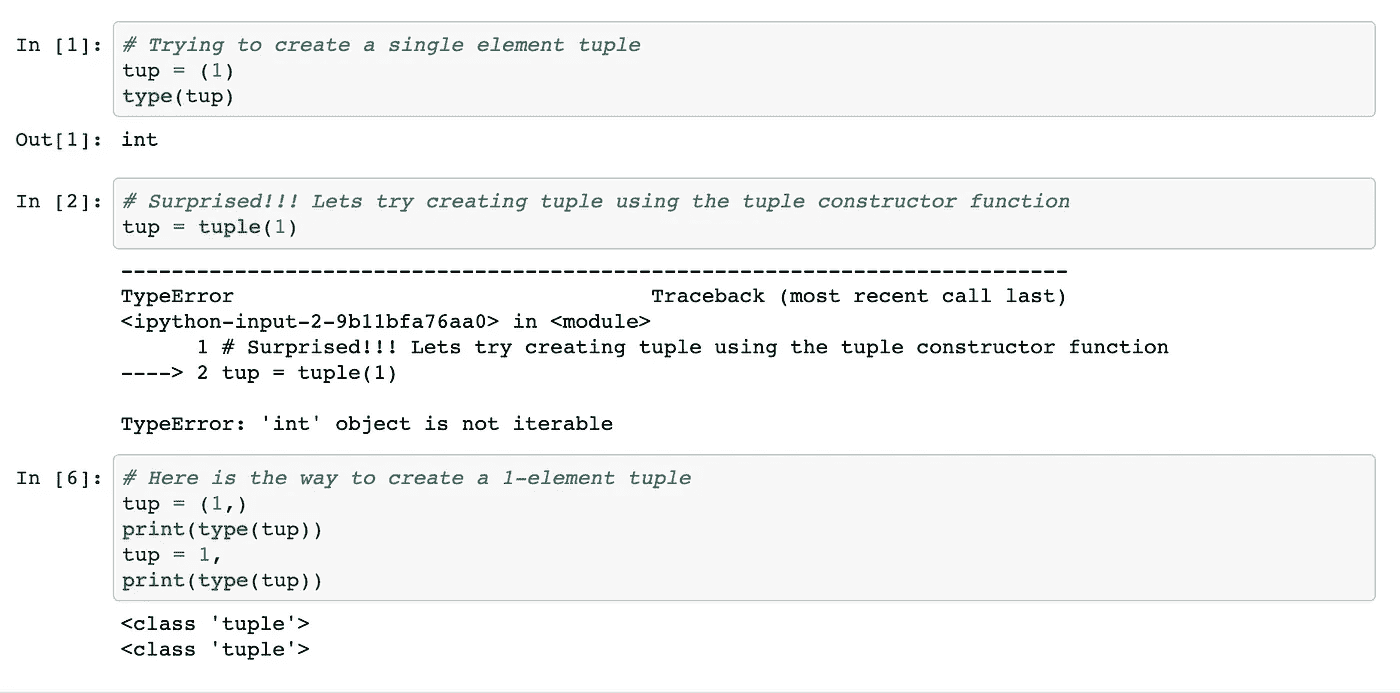 In [1]: # Trying to create a single element tuple
tup = (1)
type(tup)
Out[1]: int
In [2]: # Surprised!!! Lets try creating tuple using the tuple constructor function
tup = tuple(1)
---------------------------------------------------------------------------
TypeError                                 Traceback (most recent call last)
<ipython-input-2-9b11bfa76aa0> in <module>
      1 # Surprised!!! Lets try creating tuple using the tuple constructor function
----> 2 tup = tuple(1)
TypeError: 'int' object is not iterable
In [6]: # Here is the way to create a 1-element tuple
tup = (1,)
print(type(tup))
tup = 1,
print(type(tup))
<class 'tuple'>
<class 'tuple'>